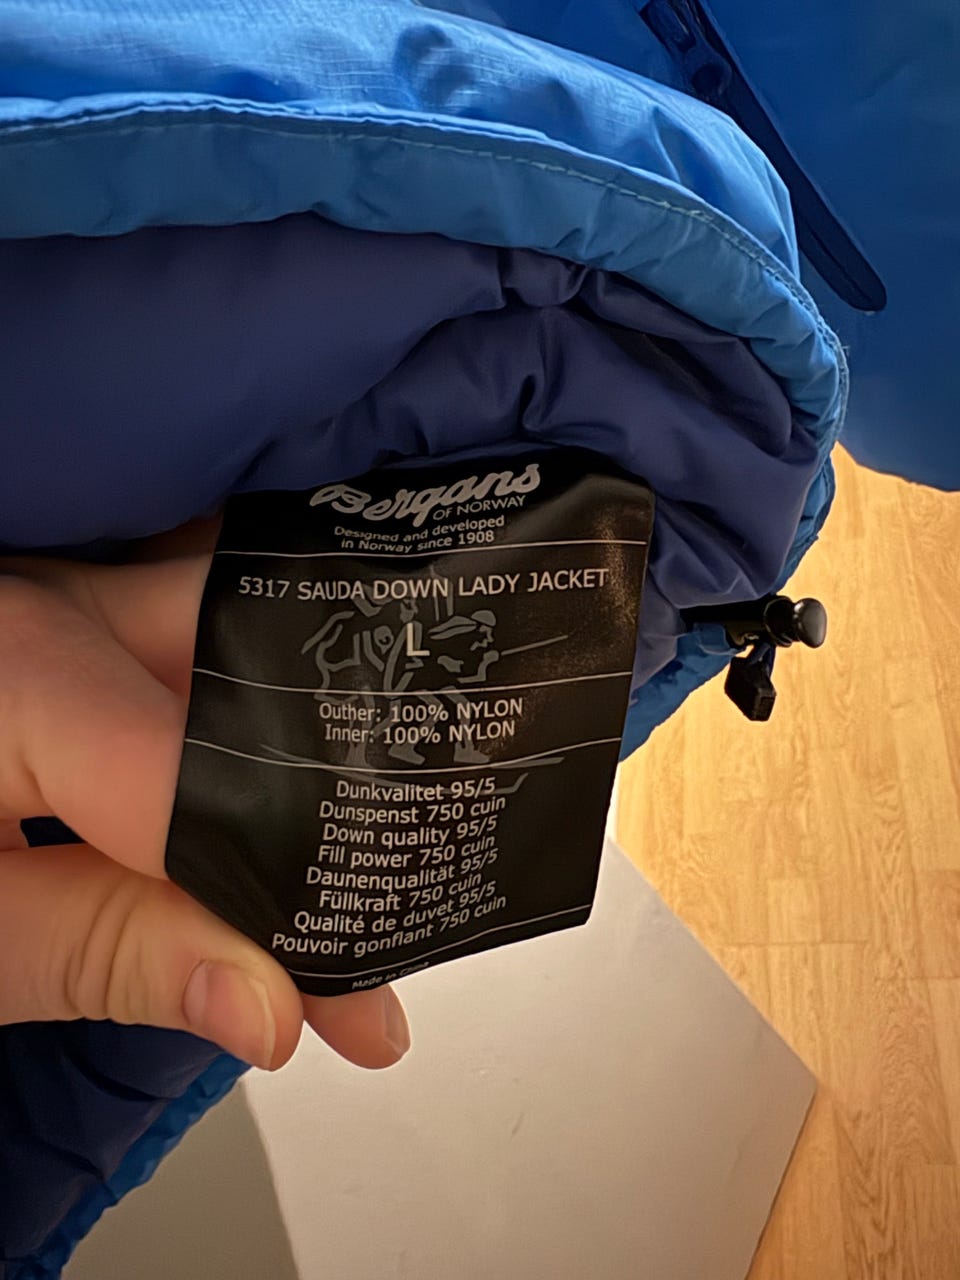 Bergans
OF NORWAY
Designed and developed
in Norway since 1908
5317 SAUDA DOWN LADY JACKET
L
Outher: 100% NYLON
Inner: 100% NYLON
Dunkvalitet 95/5
Dunspenst 750 cuin
Down quality 95/5
Fill power 750 cuin
Daunenqualität 95/5
Füllkraft 750 cuin
Qualité de duvet 95/5
Pouvoir gonflant 750 cuin
Made in China